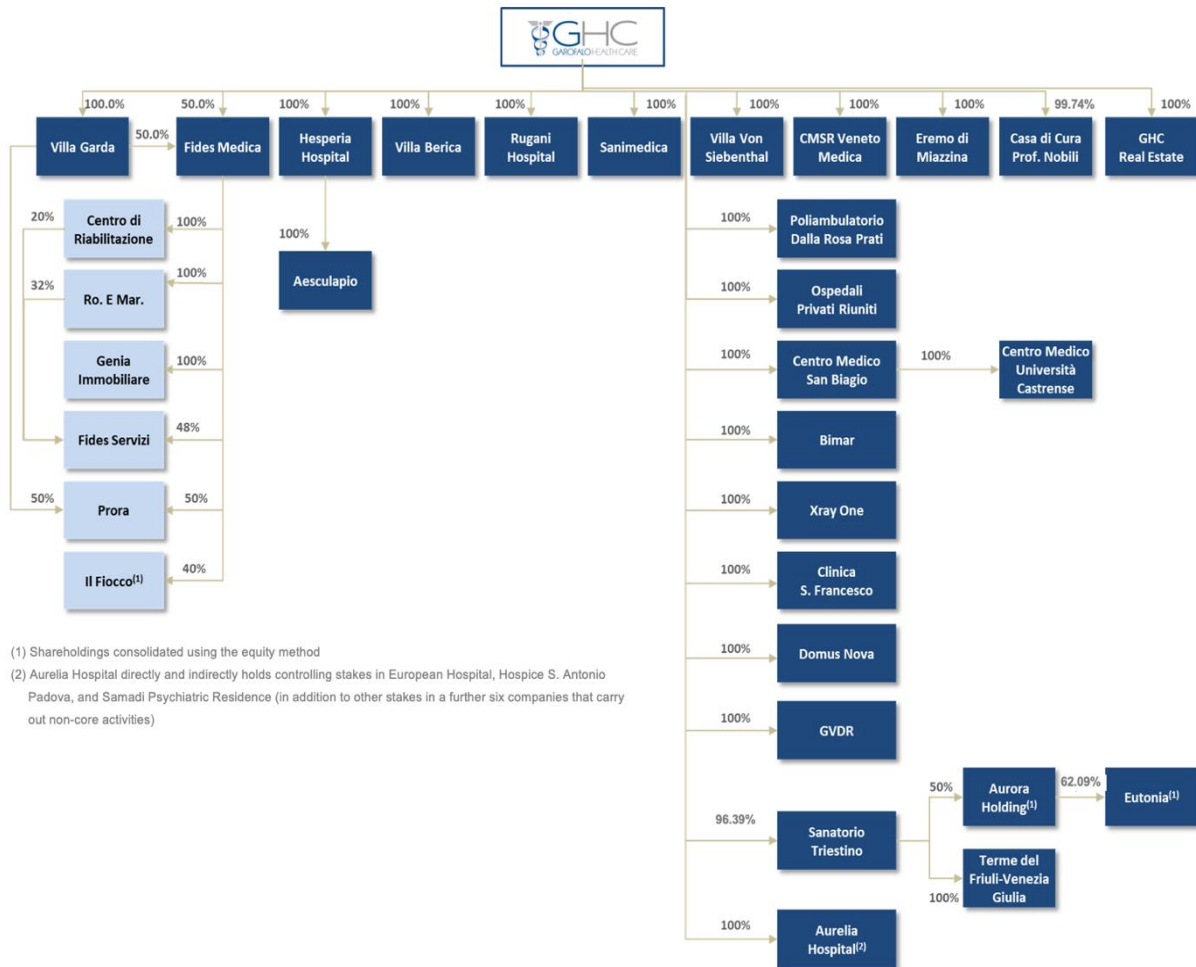 GHC
GAROFALO HEALTH CARE
100.0%
50.0%
100%
100%
100%
100%
100%
100%
100%
99.74%
100%
Villa Garda
50.0%
Fides Medica
Hesperia
Hospital
Villa Berica
Rugani
Hospital
Sanimedica
Villa Von
Siebenthal
CMSR Veneto
Medica
Eremo di
Miazzina
Casa di Cura
Prof. Nobili
GHC
Real Estate
20%
Centro di
Riabilitazione
100%
32%
Ro. E Mar.
100%
Genia
Immobiliare
100%
Fides Servizi
48%
50%
Prora
50%
Il Fiocco(1)
40%
100%
Aesculapio
100%
Poliambulatorio
Dalla Rosa Prati
100%
Ospedali
Privati Riuniti
100%
Centro Medico
San Biagio
100%
Centro Medico
Università
Castrense
100%
Bimar
100%
Xray One
100%
Clinica
S. Francesco
100%
Domus Nova
100%
GVDR
96.39%
Sanatorio
Triestino
50%
Aurora
Holding(1)
62.09%
Eutonia(1)
100%
Terme del
Friuli-Venezia
Giulia
100%
Aurelia
Hospital(2)
(1) Shareholdings consolidated using the equity method
(2) Aurelia Hospital directly and indirectly holds controlling stakes in European Hospital, Hospice S. Antonio
Padova, and Samadi Psychiatric Residence (in addition to other stakes in a further six companies that carry
out non-core activities)